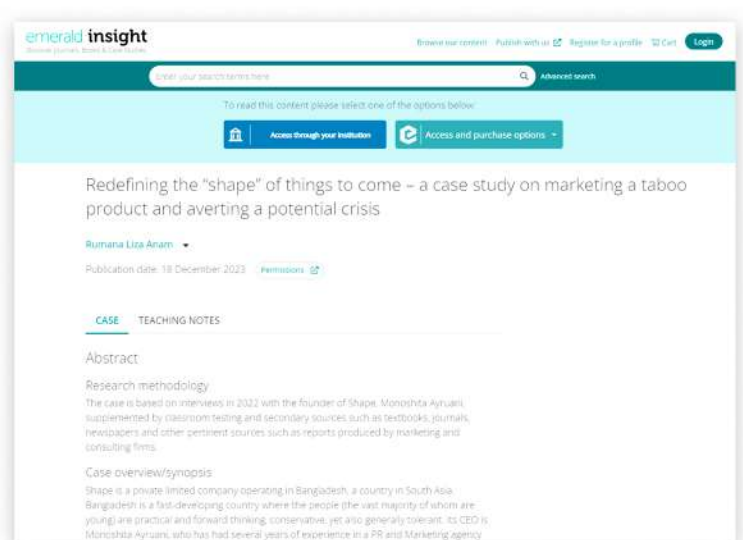 emerald insight
Discover Journals, Books & Case Studies
Browse our content Publish with us Register for a profile Cart Login
Enter your search terms here Advanced search
To read this content please select one of the options below:
Access through your institution Access and purchase options
Redefining the “shape” of things to come – a case study on marketing a taboo
product and averting a potential crisis
Rumana Liza Anam
Publication date: 18 December 2023 Permissions
CASE TEACHING NOTES
Abstract
Research methodology
The case is based on interviews in 2022 with the founder of Shape, Monoshita Ayruani,
supplemented by classroom testing and secondary sources such as textbooks, journals,
newspapers and other pertinent sources such as reports produced by marketing and
consulting firms.
Case overview/synopsis
Shape is a private limited company operating in Bangladesh, a country in South Asia.
Bangladesh is a fast-developing country where the people (the vast majority of whom are
young) are practical and forward thinking, conservative, yet also generally tolerant. Its CEO is
Monoshita Ayruani, who has had several years of experience in a PR and Marketing agency